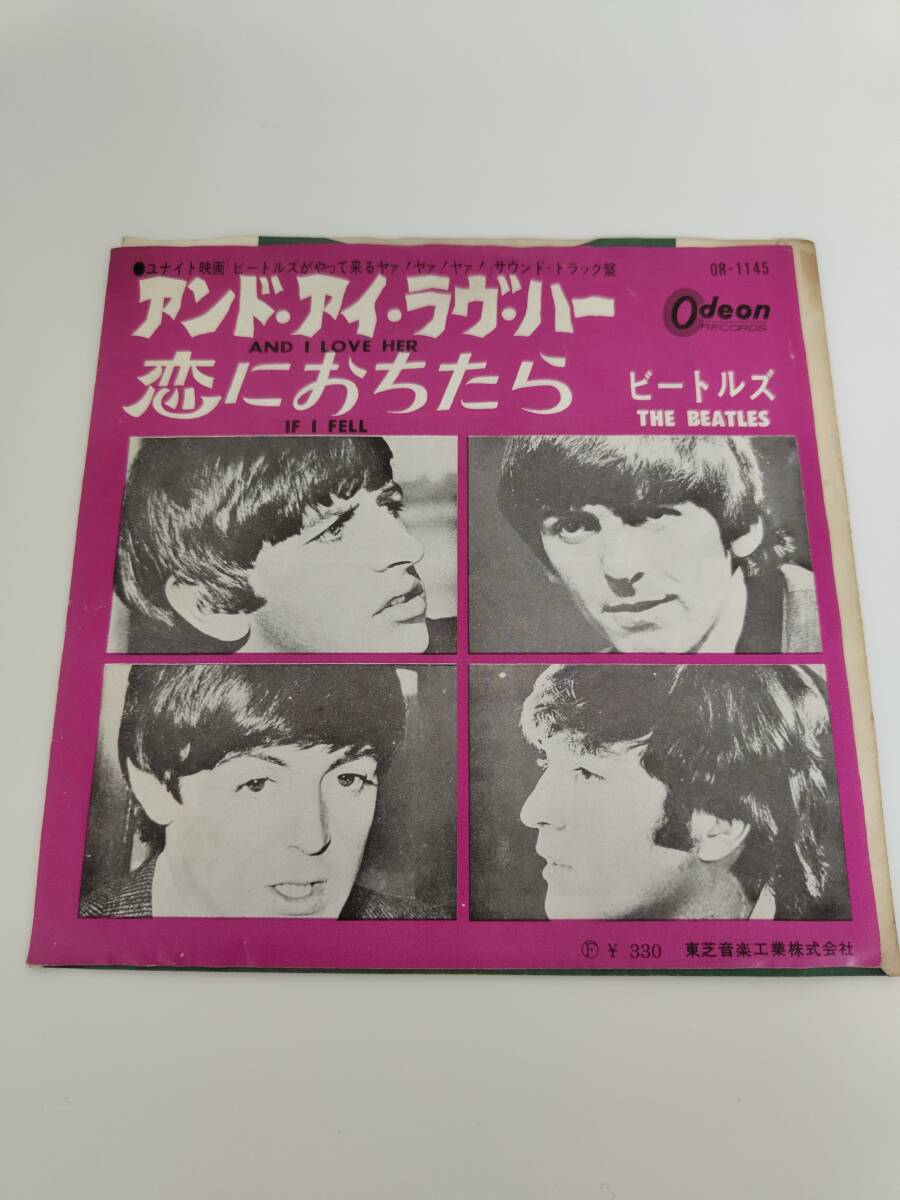 ●ユナイト映画「ビートルズがやって来るヤァ!ヤァ!ヤァ!」サウンド・トラック盤
OR-1145
アンド・アイ・ラヴ・ハー
AND I LOVE HER
Odeon
RECORDS
恋におちたら
IF I FELL
ビートルズ
THE BEATLES
Ⓕ ¥ 330 東芝音楽工業株式会社